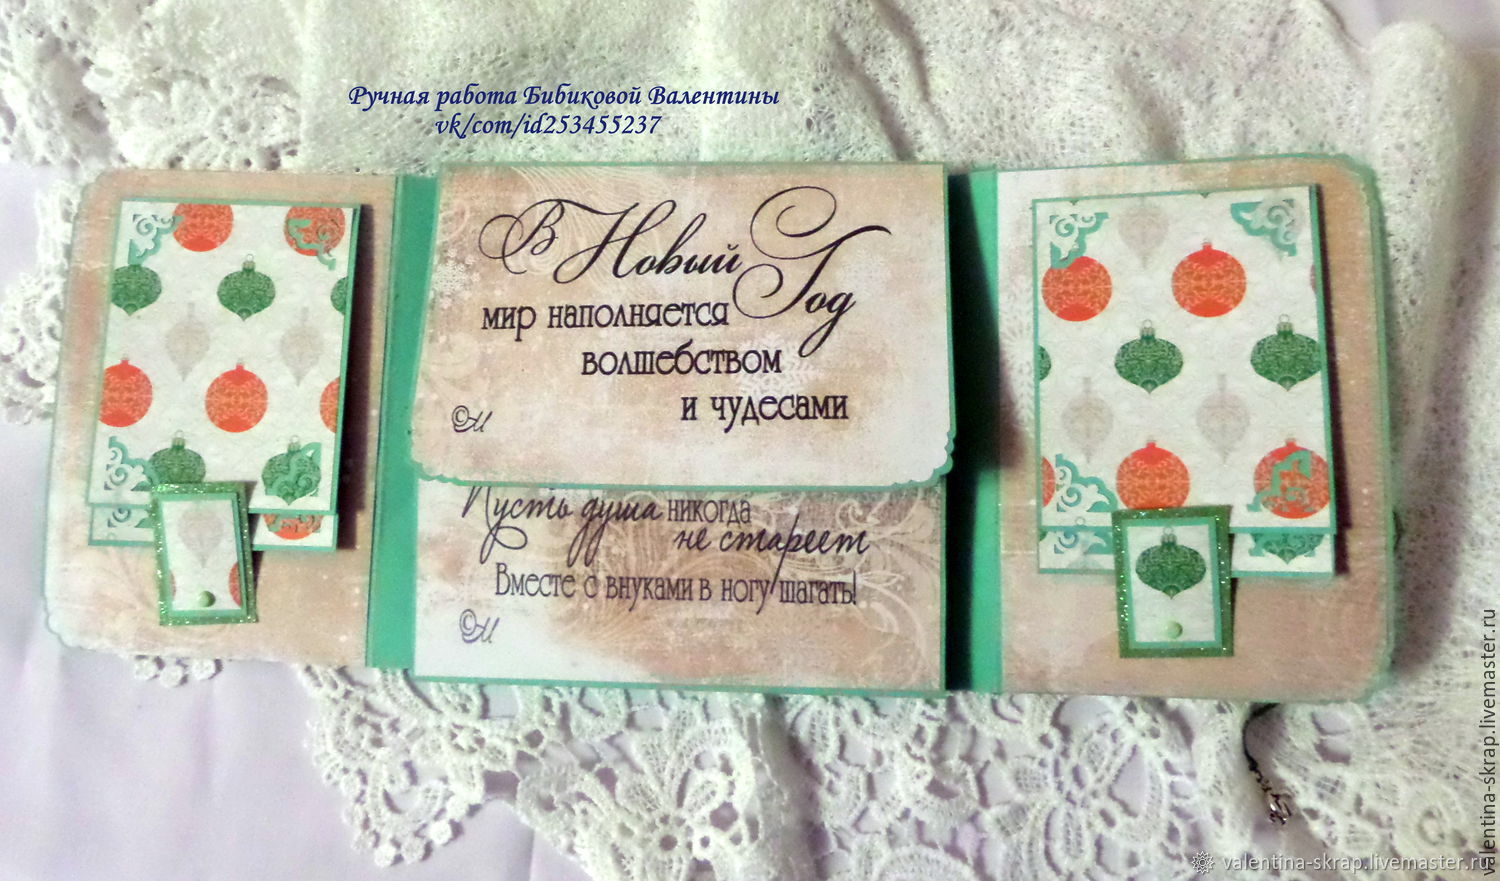 Ручная работа Бибиковой Валентины
vk/com/id253455237
В Новый Год
мир наполняется
волшебством
и чудесами
©М
Пусть душа никогда
не стареет
Вместе с внуками в ногу шагать!
©М
valentina-skrap.livemaster.ru
valentina-skrap.livemaster.ru